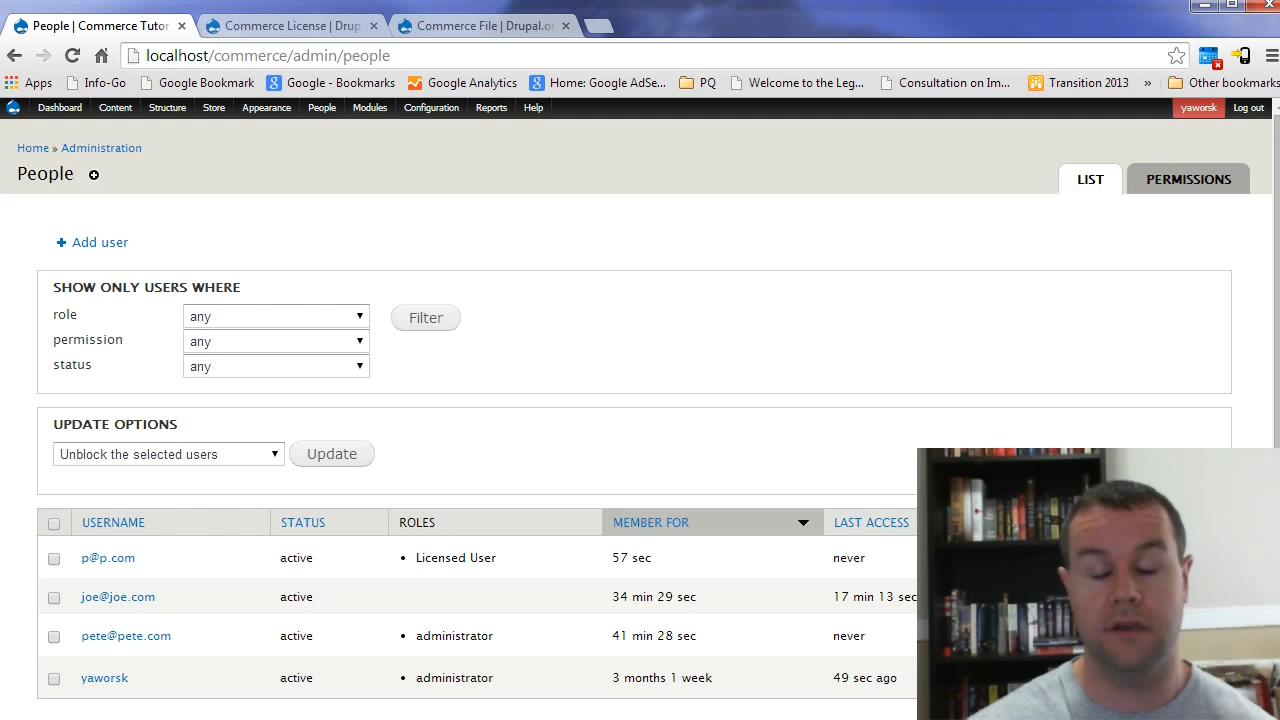 People | Commerce Tutor
Commerce License | Drup
Commerce File | Drupal.o
localhost/commerce/admin/people
Apps Info-Go Google Bookmark Google Bookmarks Google Analytics Home: Google AdSe... PQ Welcome to the Leg... Consultation on Im... Transition 2013 » Other bookmarks
Dashboard Content Structure Store Appearance People Modules Configuration Reports Help yaworsk Log out
Home » Administration
People
LIST PERMISSIONS
Add user
SHOW ONLY USERS WHERE
role any Filter
permission any
status any
UPDATE OPTIONS
Unblock the selected users Update
USERNAME STATUS ROLES MEMBER FOR LAST ACCESS
p@p.com active • Licensed User 57 sec never
joe@joe.com active 34 min 29 sec 17 min 13 sec
pete@pete.com active • administrator 41 min 28 sec never
yaworsk active • administrator 3 months 1 week 49 sec ago